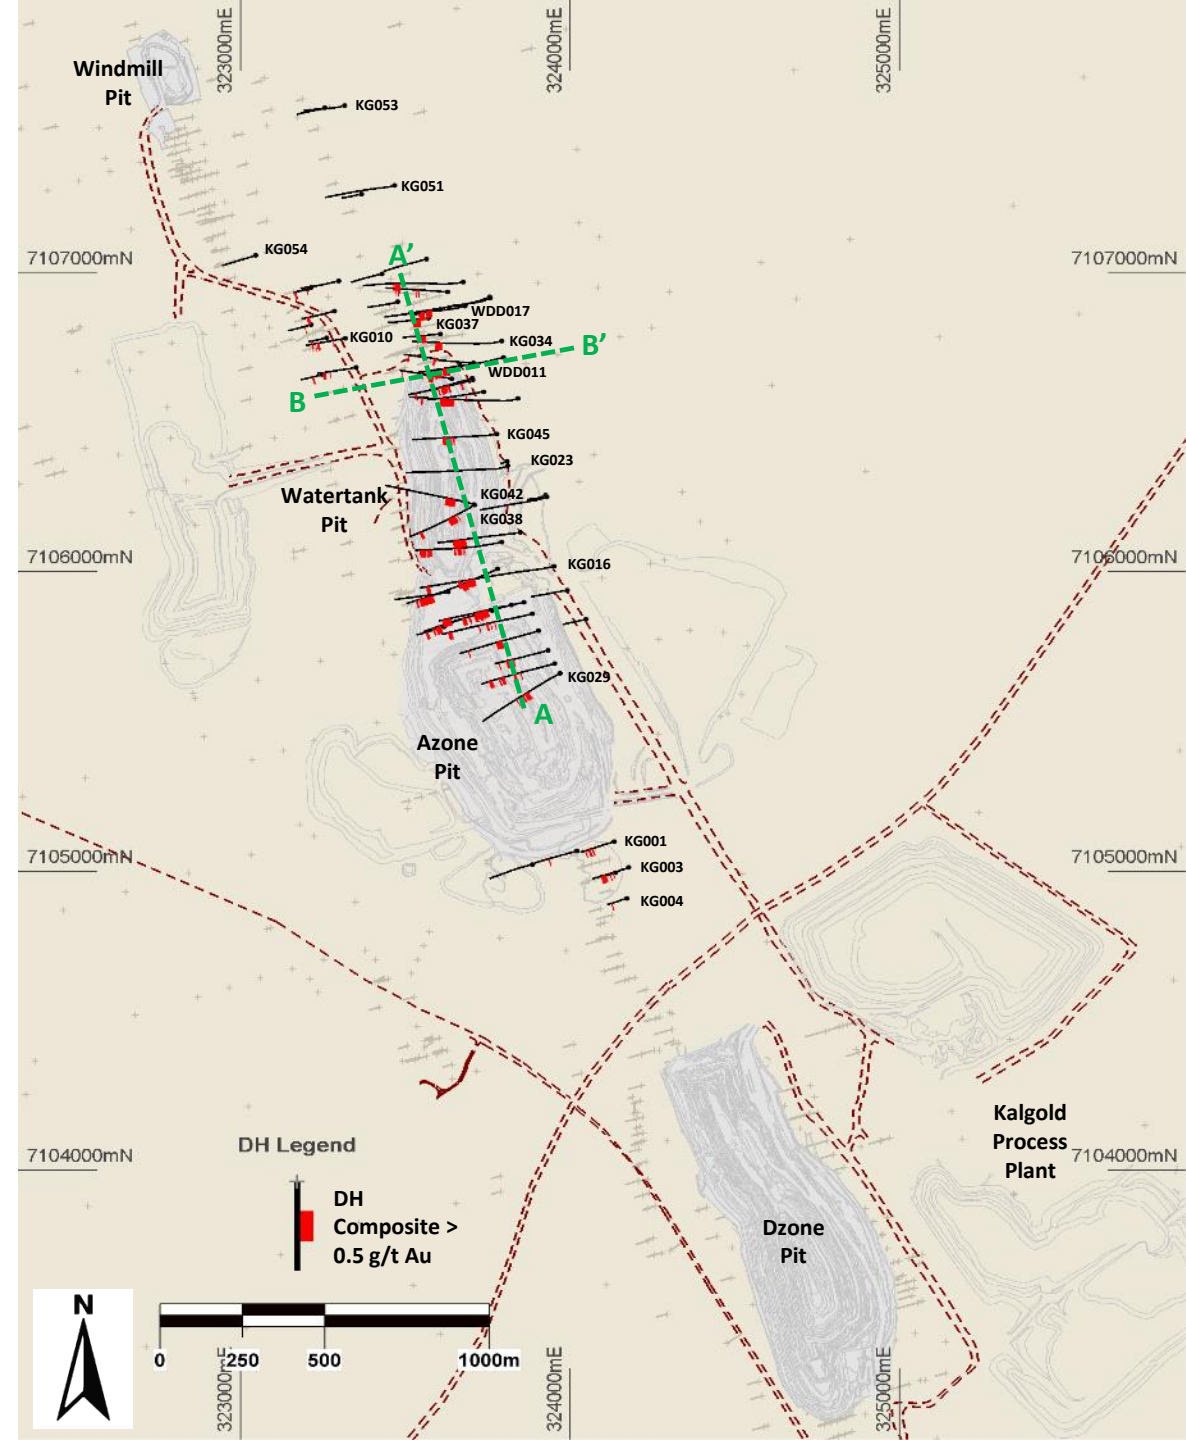 323000mE
324000mE
325000mE
Windmill
Pit
KG053
KG051
KG054
A’
7107000mN
7107000mN
WDD017
KG037
KG010
KG034
B’
WDD011
B
KG045
KG023
Watertank
Pit
KG042
KG038
7106000mN
7106000mN
KG016
KG029
A
Azone
Pit
KG001
7105000mN
7105000mN
KG003
KG004
Kalgold
Process
Plant
DH Legend
7104000mN
7104000mN
DH
Composite >
0.5 g/t Au
Dzone
Pit
N
0
250
500
1000m
323000mE
324000mE
325000mE